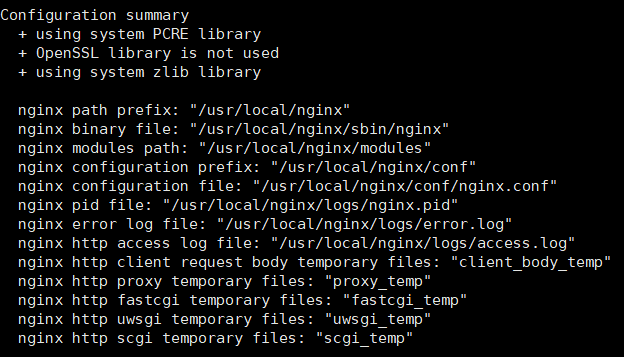 Configuration summary
+ using system PCRE library
+ OpenSSL library is not used
+ using system zlib library
nginx path prefix: "/usr/local/nginx"
nginx binary file: "/usr/local/nginx/sbin/nginx"
nginx modules path: "/usr/local/nginx/modules"
nginx configuration prefix: "/usr/local/nginx/conf"
nginx configuration file: "/usr/local/nginx/conf/nginx.conf"
nginx pid file: "/usr/local/nginx/logs/nginx.pid"
nginx error log file: "/usr/local/nginx/logs/error.log"
nginx http access log file: "/usr/local/nginx/logs/access.log"
nginx http client request body temporary files: "client_body_temp"
nginx http proxy temporary files: "proxy_temp"
nginx http fastcgi temporary files: "fastcgi_temp"
nginx http uwsgi temporary files: "uwsgi_temp"
nginx http scgi temporary files: "scgi_temp"